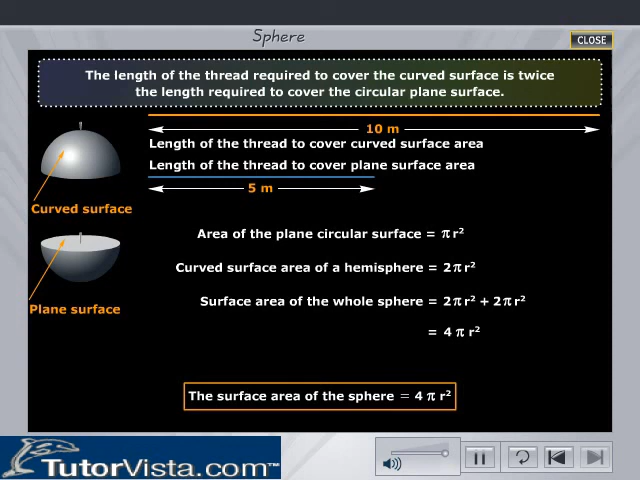 Sphere
CLOSE
The length of the thread required to cover the curved surface is twice
the length required to cover the circular plane surface.
10 m
Length of the thread to cover curved surface area
Length of the thread to cover plane surface area
5 m
Curved surface
Area of the plane circular surface = π r²
Curved surface area of a hemisphere = 2π r²
Surface area of the whole sphere = 2π r² + 2π r²
Plane surface
= 4 π r²
The surface area of the sphere = 4 π r²
TutorVista.com™